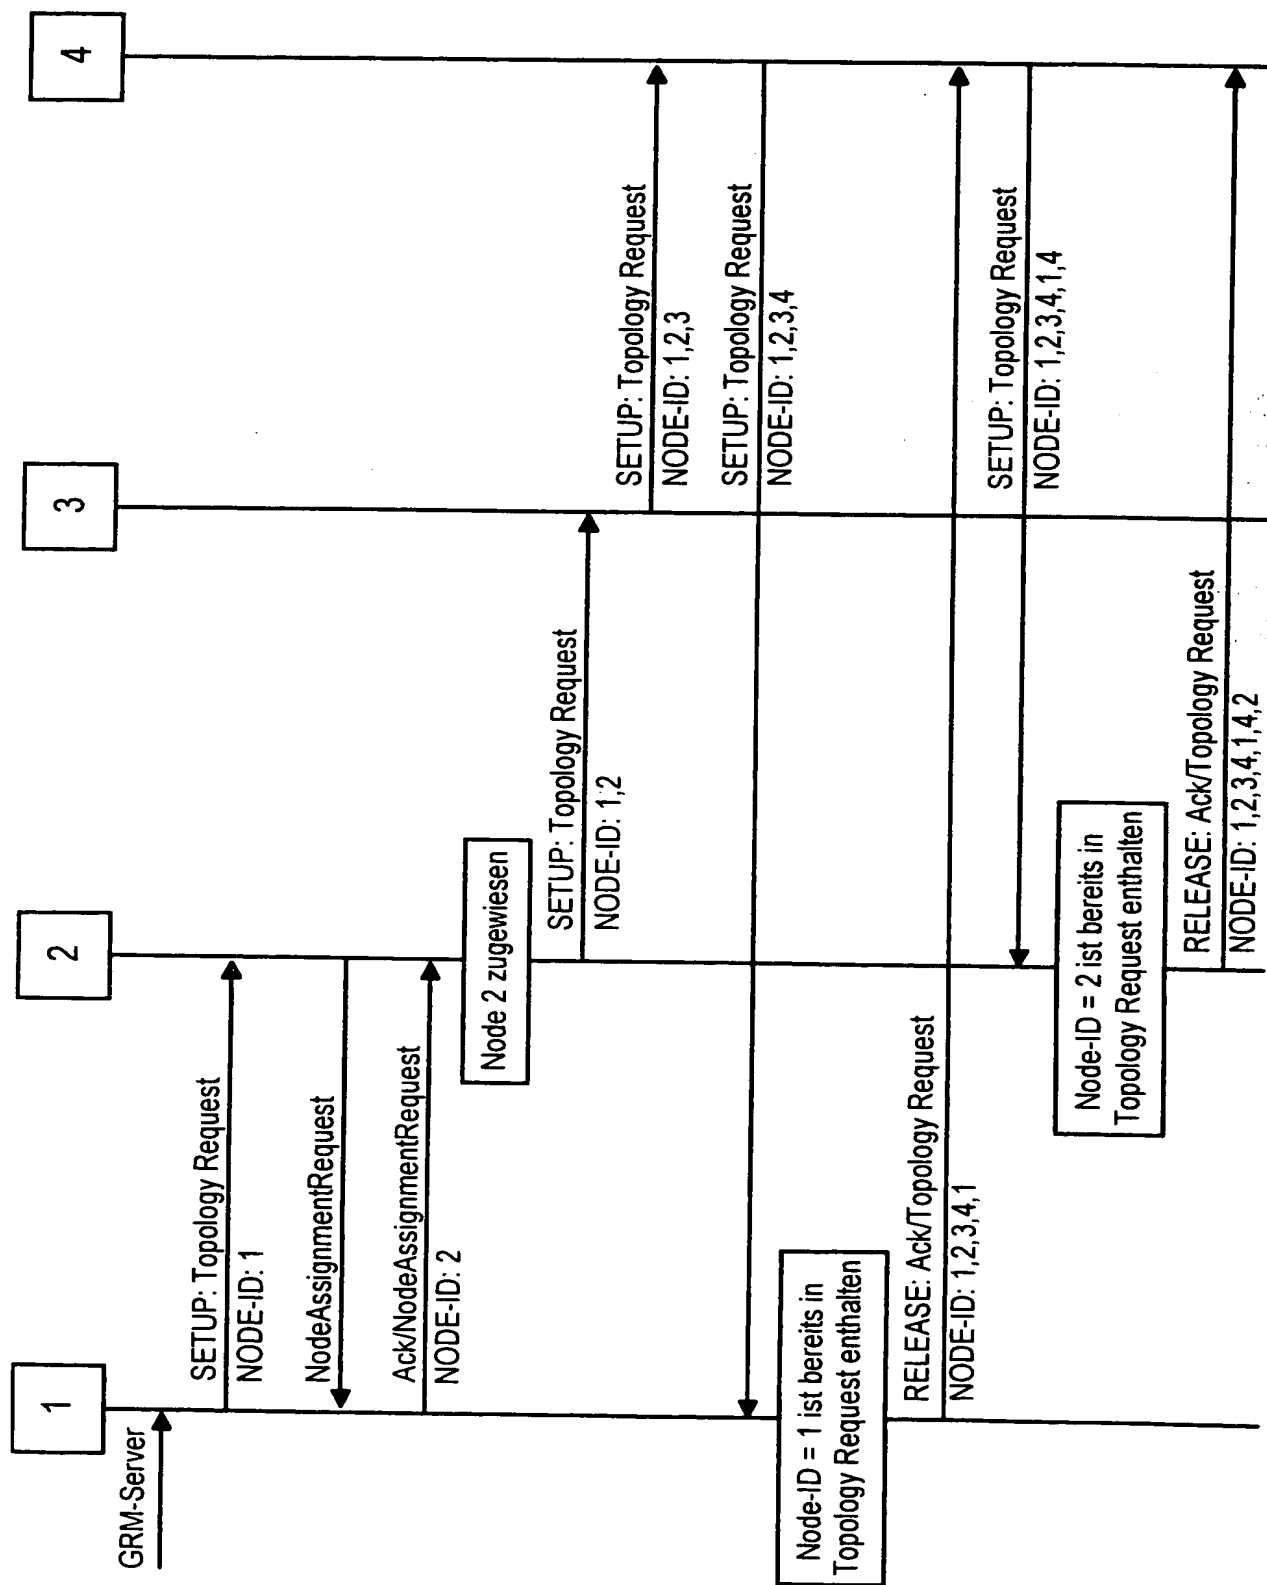 1
2
3
4
GRM-Server
SETUP: Topology Request
NODE-ID: 1
NodeAssignmentRequest
Ack/NodeAssignmentRequest
NODE-ID: 2
Node 2 zugewiesen
SETUP: Topology Request
NODE-ID: 1,2
SETUP: Topology Request
NODE-ID: 1,2,3
SETUP: Topology Request
NODE-ID: 1,2,3,4
Node-ID = 1 ist bereits in
Topology Request enthalten
RELEASE: Ack/Topology Request
NODE-ID: 1,2,3,4,1
SETUP: Topology Request
NODE-ID: 1,2,3,4,1,4
Node-ID = 2 ist bereits in
Topology Request enthalten
RELEASE: Ack/Topology Request
NODE-ID: 1,2,3,4,1,4,2